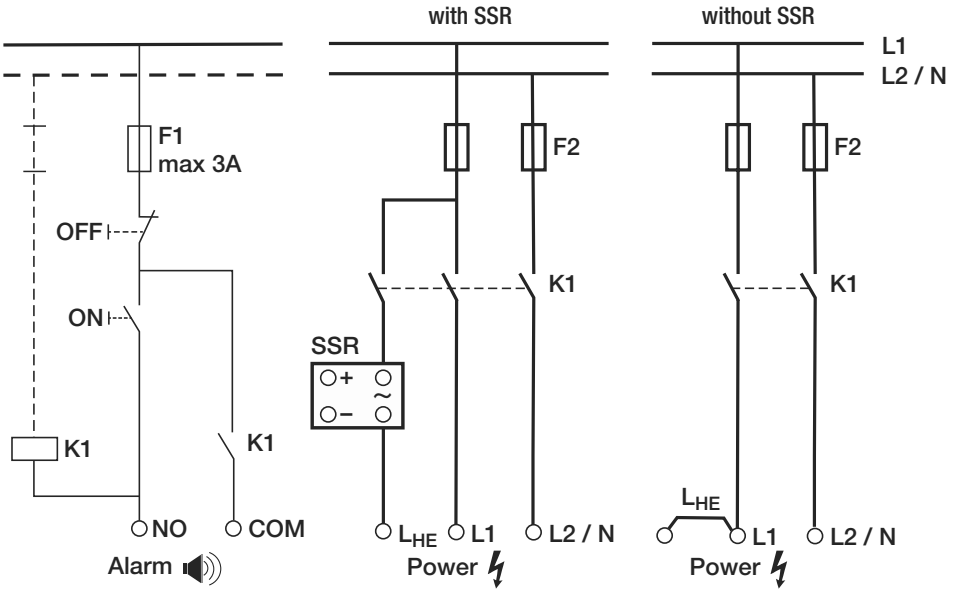 with SSR
without SSR
L1
L2 / N
F1
max 3A
F2
F2
OFF
ON
K1
K1
SSR
+
~
−
K1
K1
LHE
NO
COM
LHE
L1
L2 / N
L1
L2 / N
Alarm
Power
Power